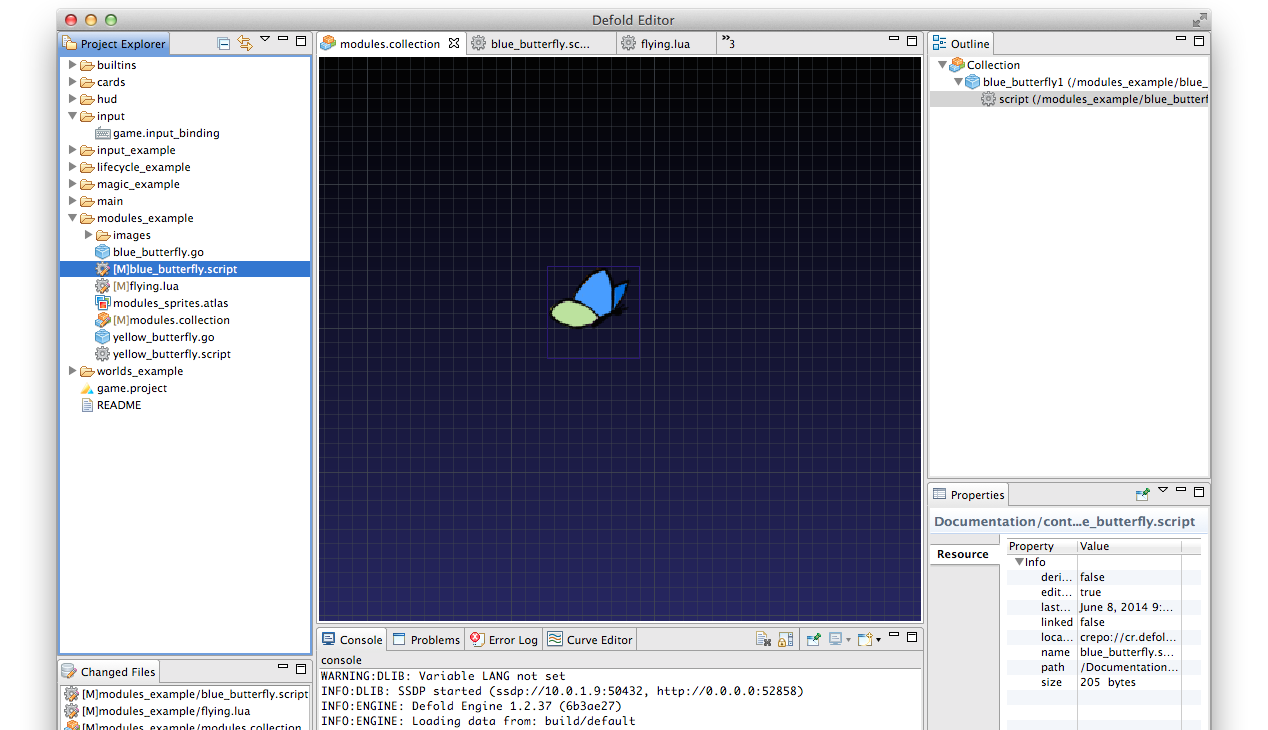 Defold Editor
Project Explorer
builtins
cards
hud
input
game.input_binding
input_example
lifecycle_example
magic_example
main
modules_example
images
blue_butterfly.go
[M]blue_butterfly.script
[M]flying.lua
modules_sprites.atlas
[M]modules.collection
yellow_butterfly.go
yellow_butterfly.script
worlds_example
game.project
README
Changed Files
[M]modules_example/blue_butterfly.script
[M]modules_example/flying.lua
[M]modules_example/modules.collection
modules.collection
blue_butterfly.sc...
flying.lua
»3
Console
Problems
Error Log
Curve Editor
console
WARNING:DLIB: Variable LANG not set
INFO:DLIB: SSDP started (ssdp://10.0.1.9:50432, http://0.0.0.0:52858)
INFO:ENGINE: Defold Engine 1.2.37 (6b3ae27)
INFO:ENGINE: Loading data from: build/default
Outline
Collection
blue_butterfly1 (/modules_example/blue_
script (/modules_example/blue_butterf
Properties
Documentation/cont...e_butterfly.script
Resource
Property Value
Info
deri... false
edit... true
last... June 8, 2014 9:...
linked false
loca... crepo://cr.defol...
name blue_butterfly.s...
path /Documentation...
size 205 bytes